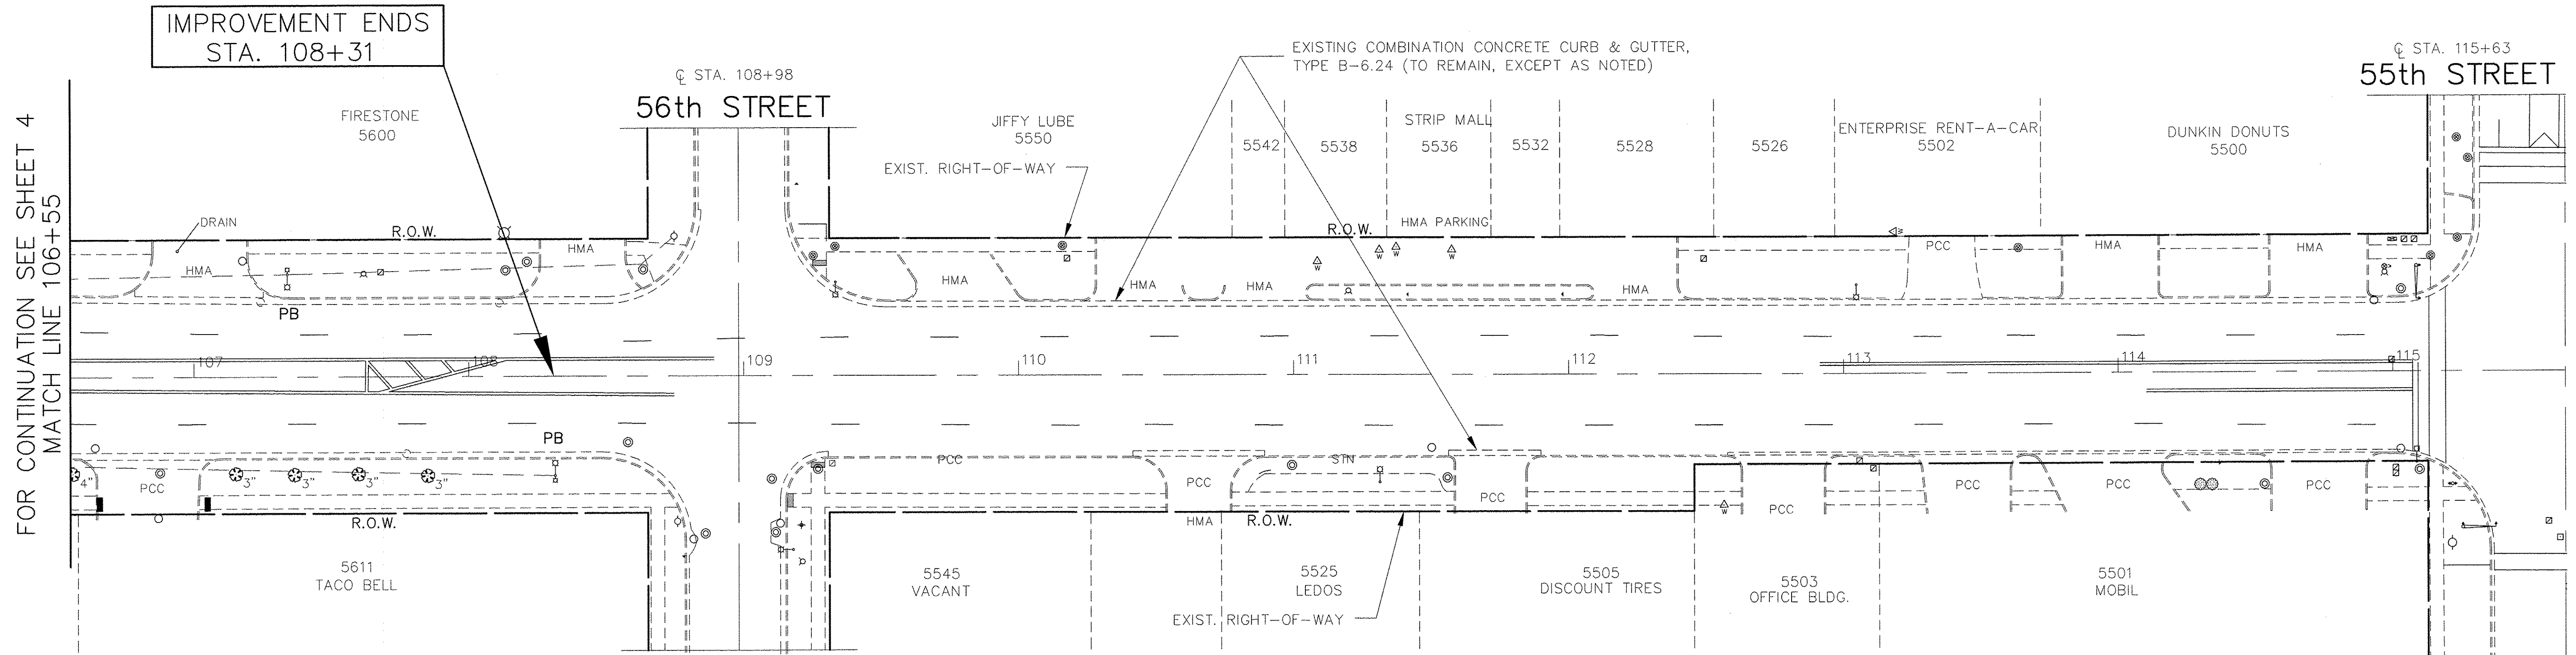 IMPROVEMENT ENDS
STA. 108+31
FOR CONTINUATION SEE SHEET 4
MATCH LINE 106+55
FIRESTONE
5600
℄ STA. 108+98
56th STREET
JIFFY LUBE
5550
EXIST. RIGHT-OF-WAY
EXISTING COMBINATION CONCRETE CURB & GUTTER,
TYPE B-6.24 (TO REMAIN, EXCEPT AS NOTED)
5542
5538
STRIP MALL
5536
5532
5528
5526
ENTERPRISE RENT-A-CAR
5502
DUNKIN DONUTS
5500
℄ STA. 115+63
55th STREET
DRAIN
R.O.W.
HMA
HMA
R.O.W.
HMA PARKING
HMA
HMA
HMA
HMA
PCC
HMA
HMA
W
W
W
W
PB
107
108
109
110
111
112
113
114
115
PB
4"
PCC
3"
3"
3"
3"
R.O.W.
PCC
PCC
STN
PCC
PCC
PCC
PCC
PCC
W
HMA
R.O.W.
5611
TACO BELL
5545
VACANT
5525
LEDOS
EXIST. RIGHT-OF-WAY
5505
DISCOUNT TIRES
5503
OFFICE BLDG.
5501
MOBIL